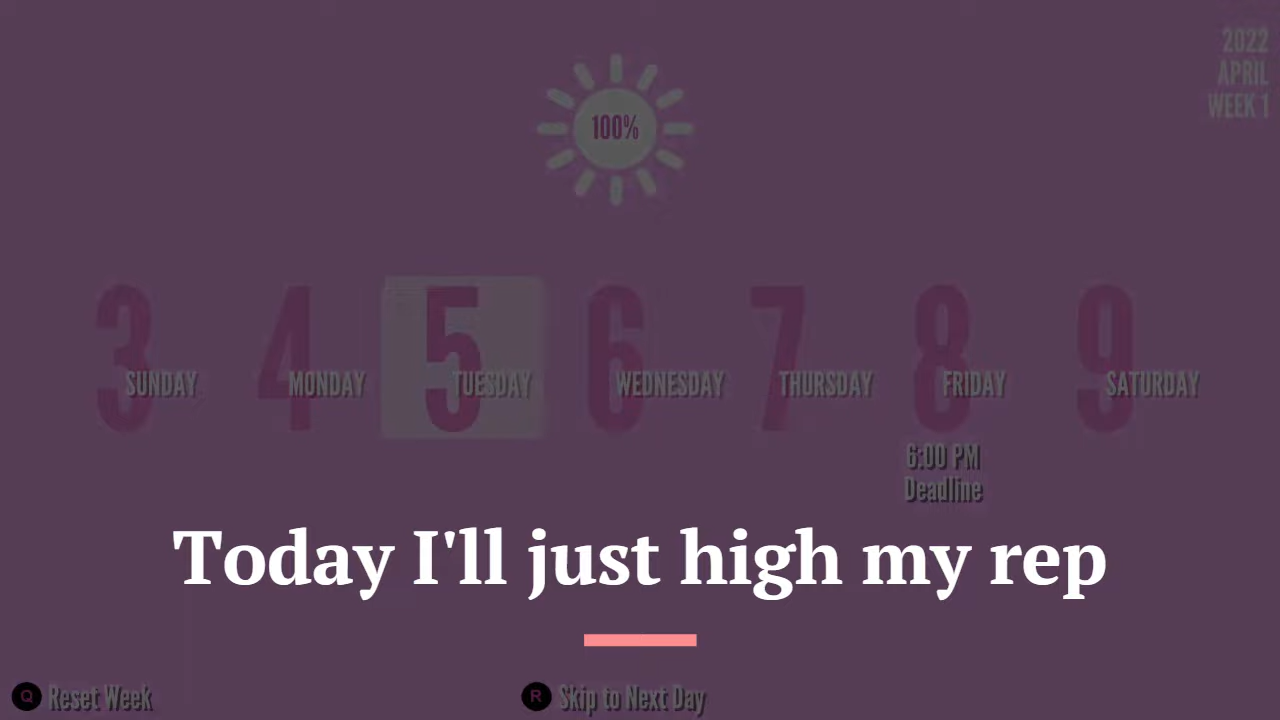 2022
APRIL
WEEK 1
100%
3 4 5 6 7 8 9
SUNDAY MONDAY TUESDAY WEDNESDAY THURSDAY FRIDAY SATURDAY
6:00 PM
Deadline
Today I'll just high my rep
Q Reset Week R Skip to Next Day